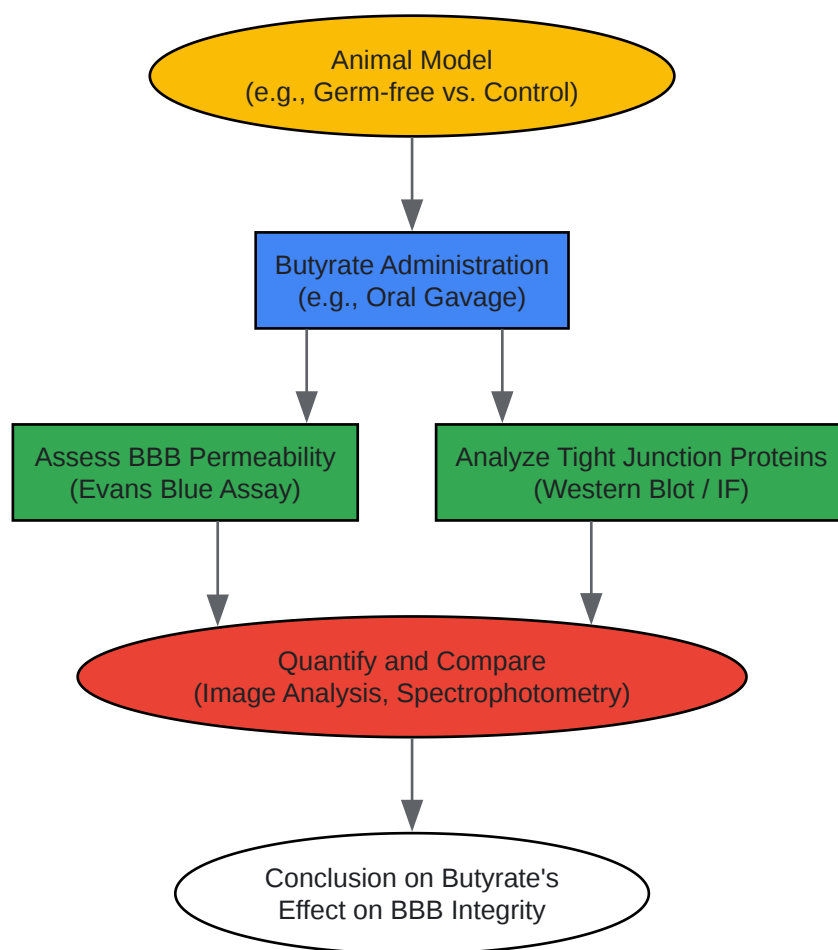 Animal Model
(e.g., Germ-free vs. Control)
Butyrate Administration
(e.g., Oral Gavage)
Assess BBB Permeability
(Evans Blue Assay)
Analyze Tight Junction Proteins
(Western Blot / IF)
Quantify and Compare
(Image Analysis, Spectrophotometry)
Conclusion on Butyrate's
Effect on BBB Integrity